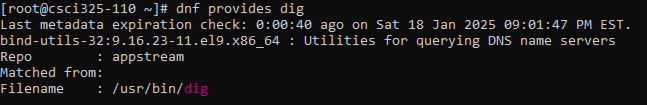 [root@csci325-110 ~]# dnf provides dig
Last metadata expiration check: 0:00:40 ago on Sat 18 Jan 2025 09:01:47 PM EST.
bind-utils-32:9.16.23-11.el9.x86_64 : Utilities for querying DNS name servers
Repo        : appstream
Matched from:
Filename    : /usr/bin/dig